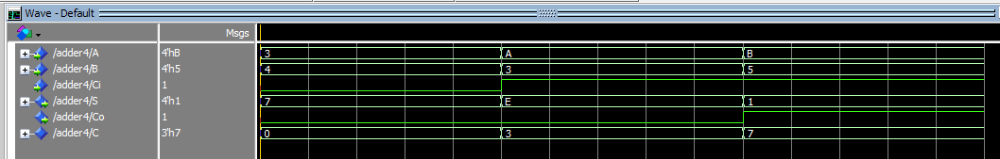 Wave - Default
Msgs
/adder4/A 4'hB 3 A B
/adder4/B 4'h5 4 3 5
/adder4/Ci 1
/adder4/S 4'h1 7 E 1
/adder4/Co 1
/adder4/C 3'h7 0 3 7